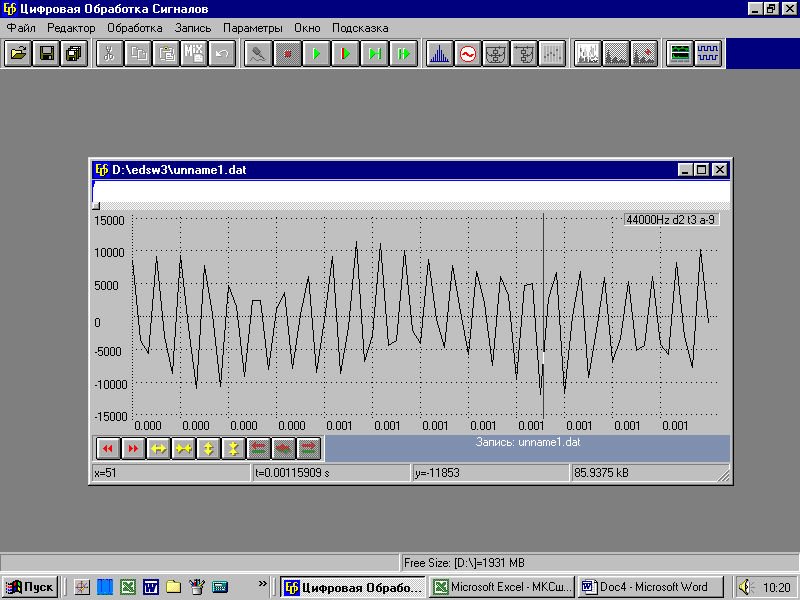 Цифровая Обработка Сигналов
Файл Редактор Обработка Запись Параметры Окно Подсказка
MiX
D:\edsw3\unname1.dat
44000Hz d2 t3 a-9
15000
10000
5000
0
-5000
-10000
-15000
0.000 0.000 0.000 0.000 0.001 0.001 0.001 0.001 0.001 0.001 0.001 0.001
Запись: unname1.dat
x=51 t=0.00115909 s y=-11853 85.9375 kB
Free Size: [D:\]=1931 MB
Пуск » Цифровая Обрабо... Microsoft Excel - МКСш... Doc4 - Microsoft Word 10:20